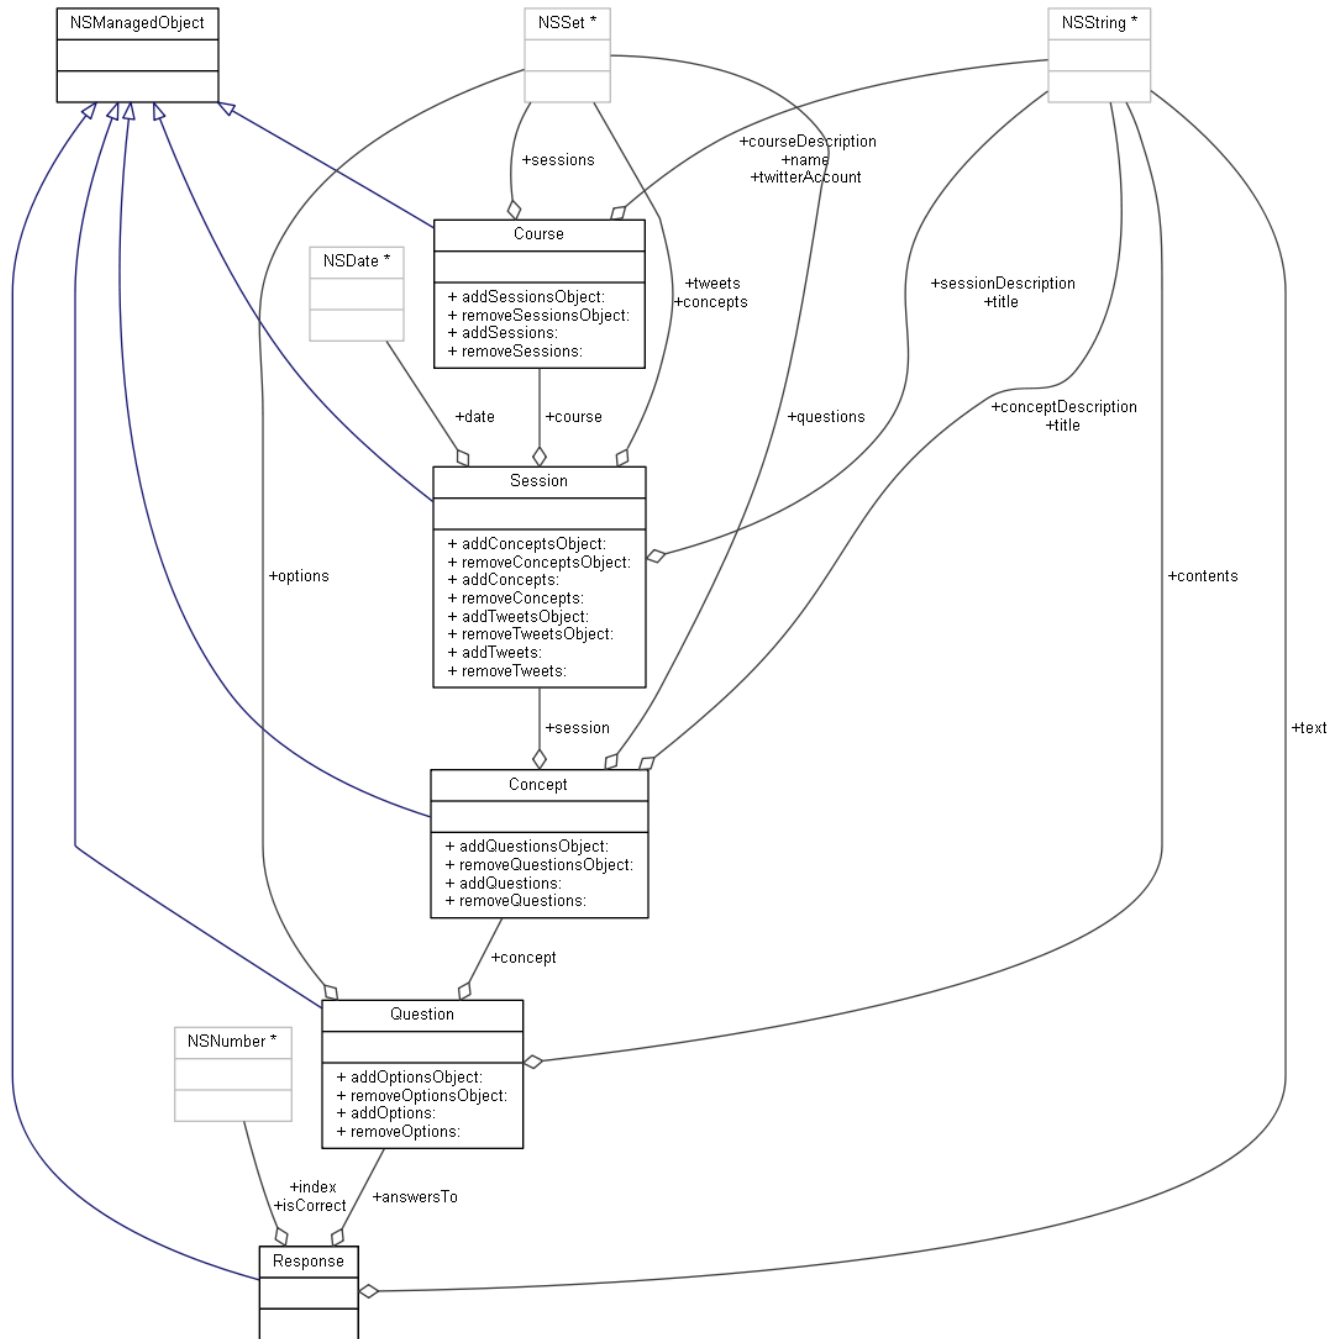 NSManagedObject
NSSet *
NSString *
+sessions
+courseDescription
+name
+twitterAccount
Course
+ addSessionsObject:
+ removeSessionsObject:
+ addSessions:
+ removeSessions:
NSDate *
+tweets
+concepts
+sessionDescription
+title
+date
+course
+questions
+conceptDescription
+title
Session
+ addConceptsObject:
+ removeConceptsObject:
+ addConcepts:
+ removeConcepts:
+ addTweetsObject:
+ removeTweetsObject:
+ addTweets:
+ removeTweets:
+options
+contents
+session
+text
Concept
+ addQuestionsObject:
+ removeQuestionsObject:
+ addQuestions:
+ removeQuestions:
+concept
Question
+ addOptionsObject:
+ removeOptionsObject:
+ addOptions:
+ removeOptions:
NSNumber *
+index
+isCorrect
+answersTo
Response